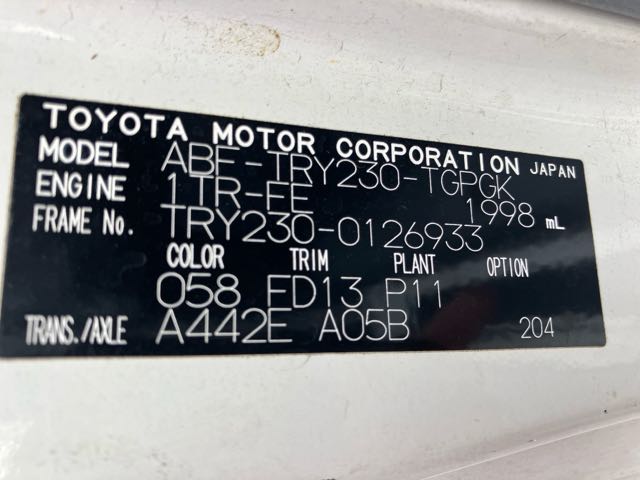 TOYOTA MOTOR CORPORATION JAPAN
MODEL ABF-TRY230-TGPGK
ENGINE 1TR-FE 1998 mL
FRAME No. TRY230-0126933
COLOR TRIM PLANT OPTION
058 FD13 P11
TRANS./AXLE A442E A05B 204